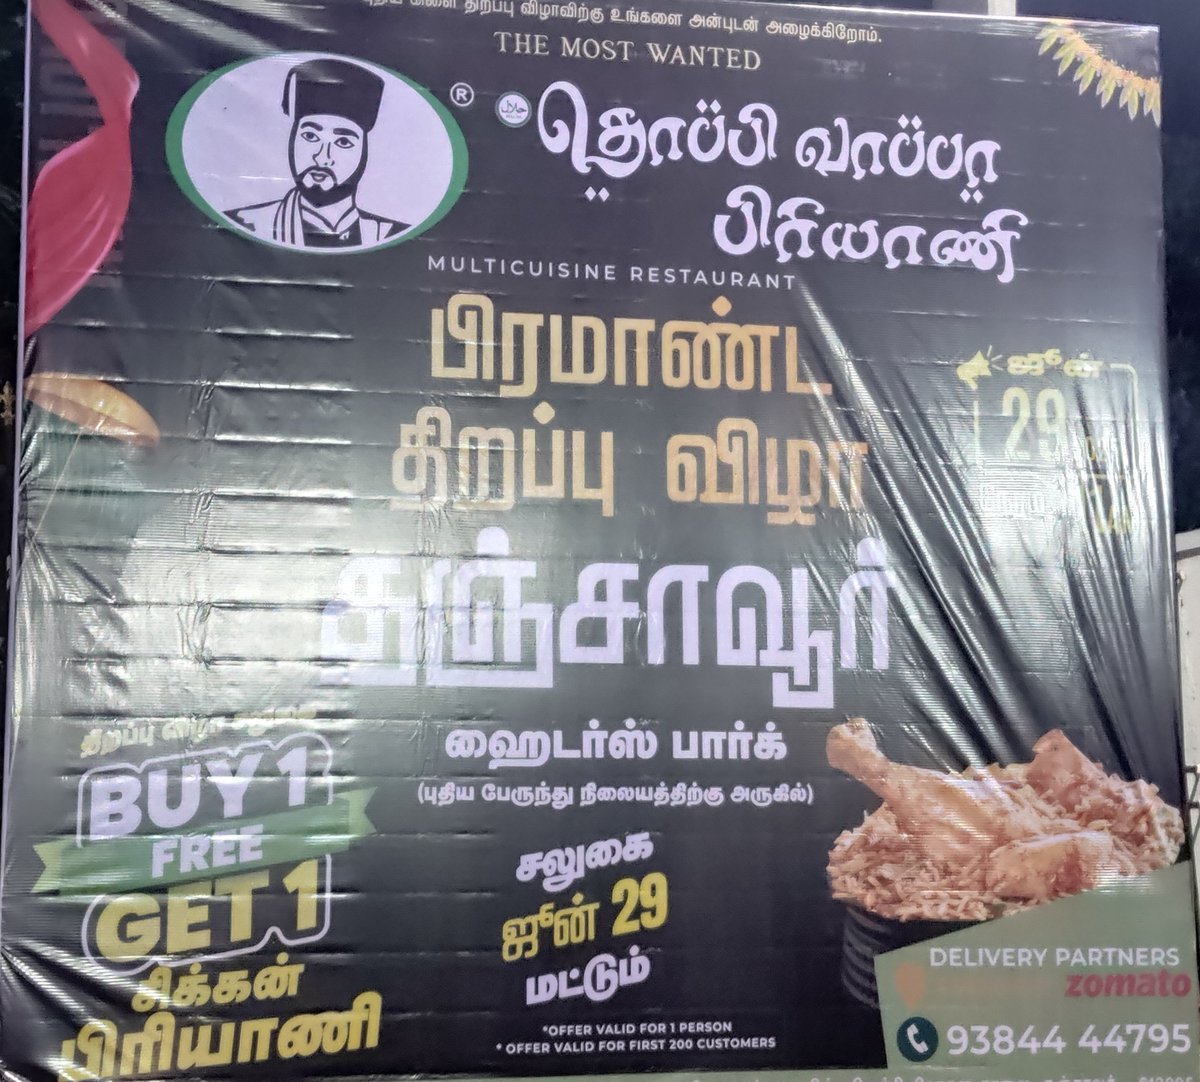 புதிய கிளை திறப்பு விழாவிற்கு உங்களை அன்புடன் அழைக்கிறோம்.
THE MOST WANTED
®
حلال
தொப்பி வாப்பா
பிரியாணி
MULTICUISINE RESTAURANT
பிரமாண்ட
திறப்பு விழா
ஜூன்
29
தஞ்சாவூர்
ஹைடர்ஸ் பார்க்
(புதிய பேருந்து நிலையத்திற்கு அருகில்)
திறப்பு விழா
BUY 1
FREE
GET 1
சிக்கன்
பிரியாணி
சலுகை
ஜூன் 29
மட்டும்
*OFFER VALID FOR 1 PERSON
* OFFER VALID FOR FIRST 200 CUSTOMERS
DELIVERY PARTNERS
zomato
93844 44795